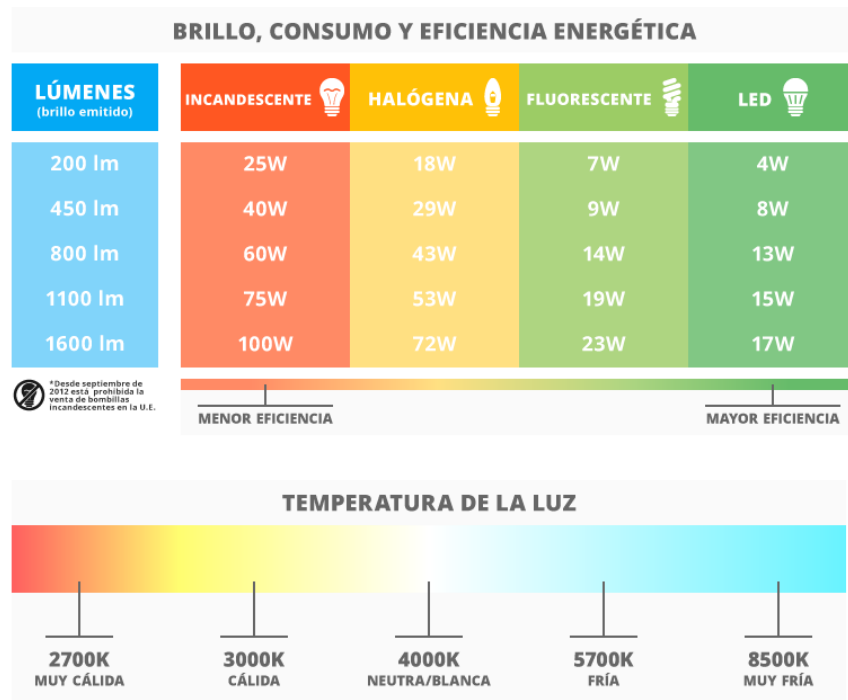 BRILLO, CONSUMO Y EFICIENCIA ENERGÉTICA
LÚMENES
(brillo emitido)
INCANDESCENTE HALÓGENA FLUORESCENTE LED
200 lm 25W 18W 7W 4W
450 lm 40W 29W 9W 8W
800 lm 60W 43W 14W 13W
1100 lm 75W 53W 19W 15W
1600 lm 100W 72W 23W 17W
*Desde septiembre de
2012 está prohibida la
venta de bombillas
incandescentes en la U.E.
MENOR EFICIENCIA MAYOR EFICIENCIA
TEMPERATURA DE LA LUZ
2700K 3000K 4000K 5700K 8500K
MUY CÁLIDA CÁLIDA NEUTRA/BLANCA FRÍA MUY FRÍA